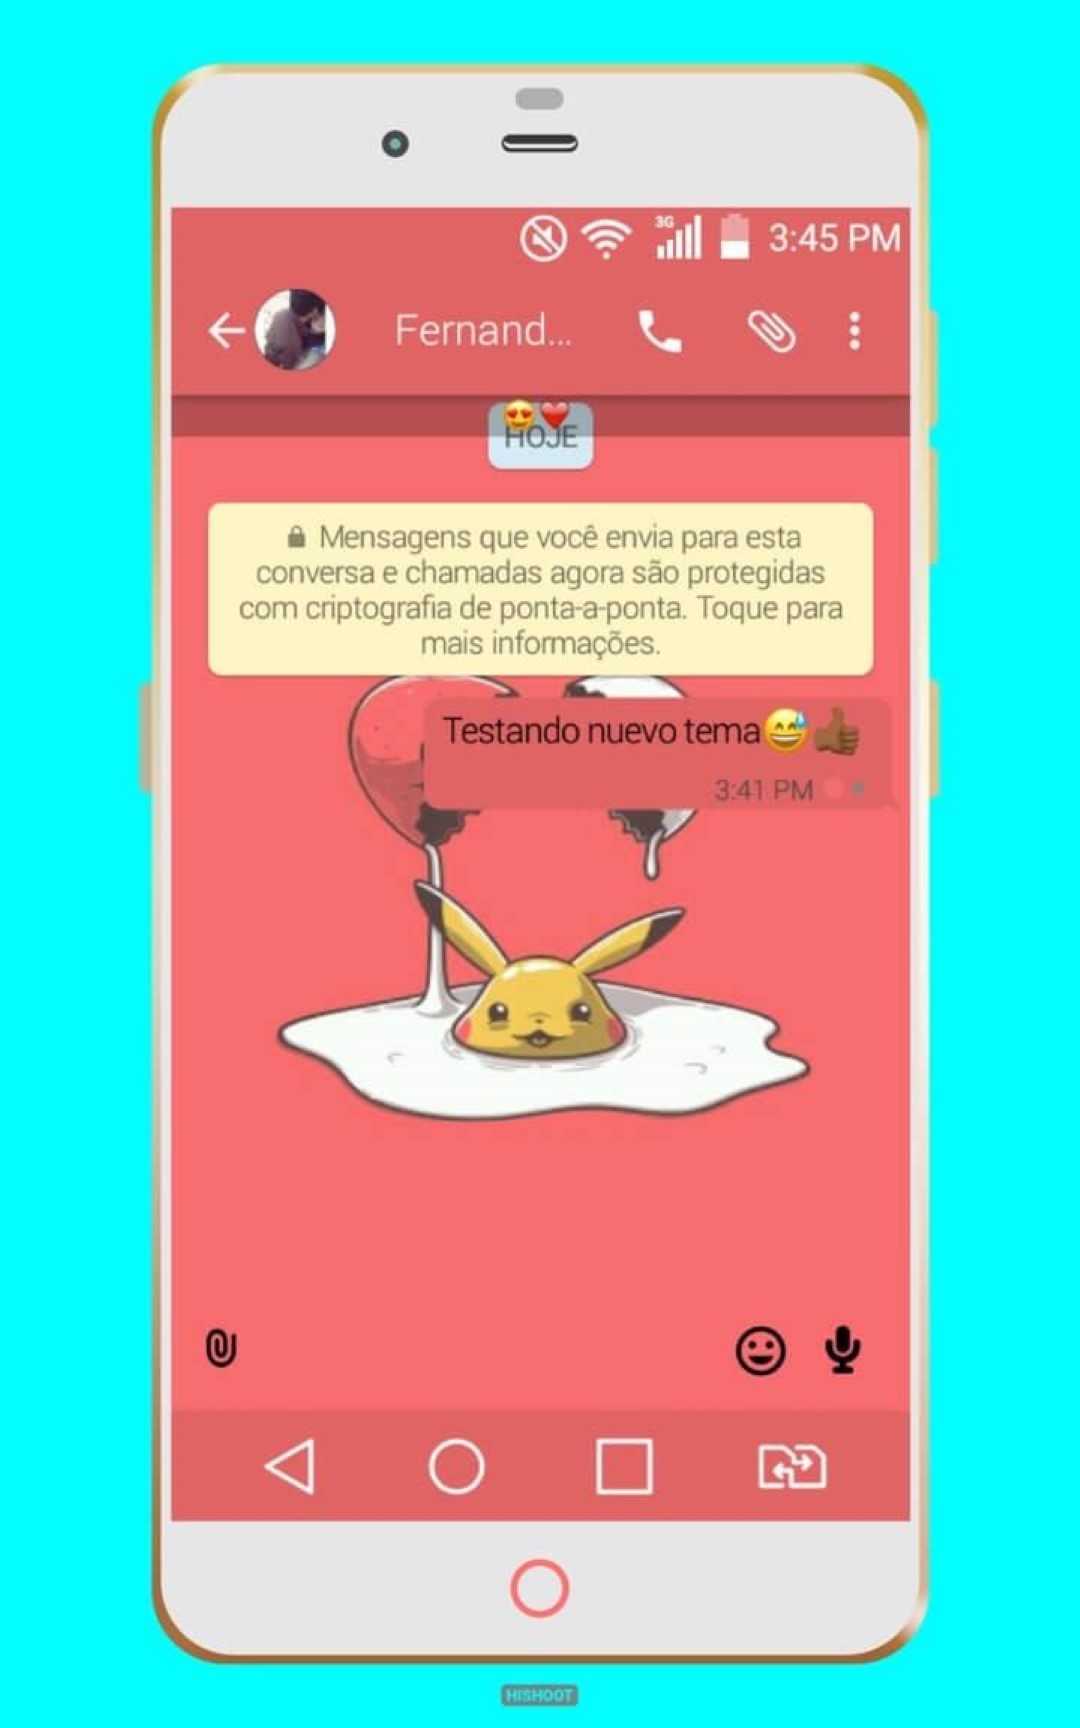 3G
3:45 PM
Fernand...
😍❤️
HOJE
🔒 Mensagens que você envia para esta
conversa e chamadas agora são protegidas
com criptografia de ponta-a-ponta. Toque para
mais informações.
Testando nuevo tema😅👍🏾
3:41 PM
HISHOOT